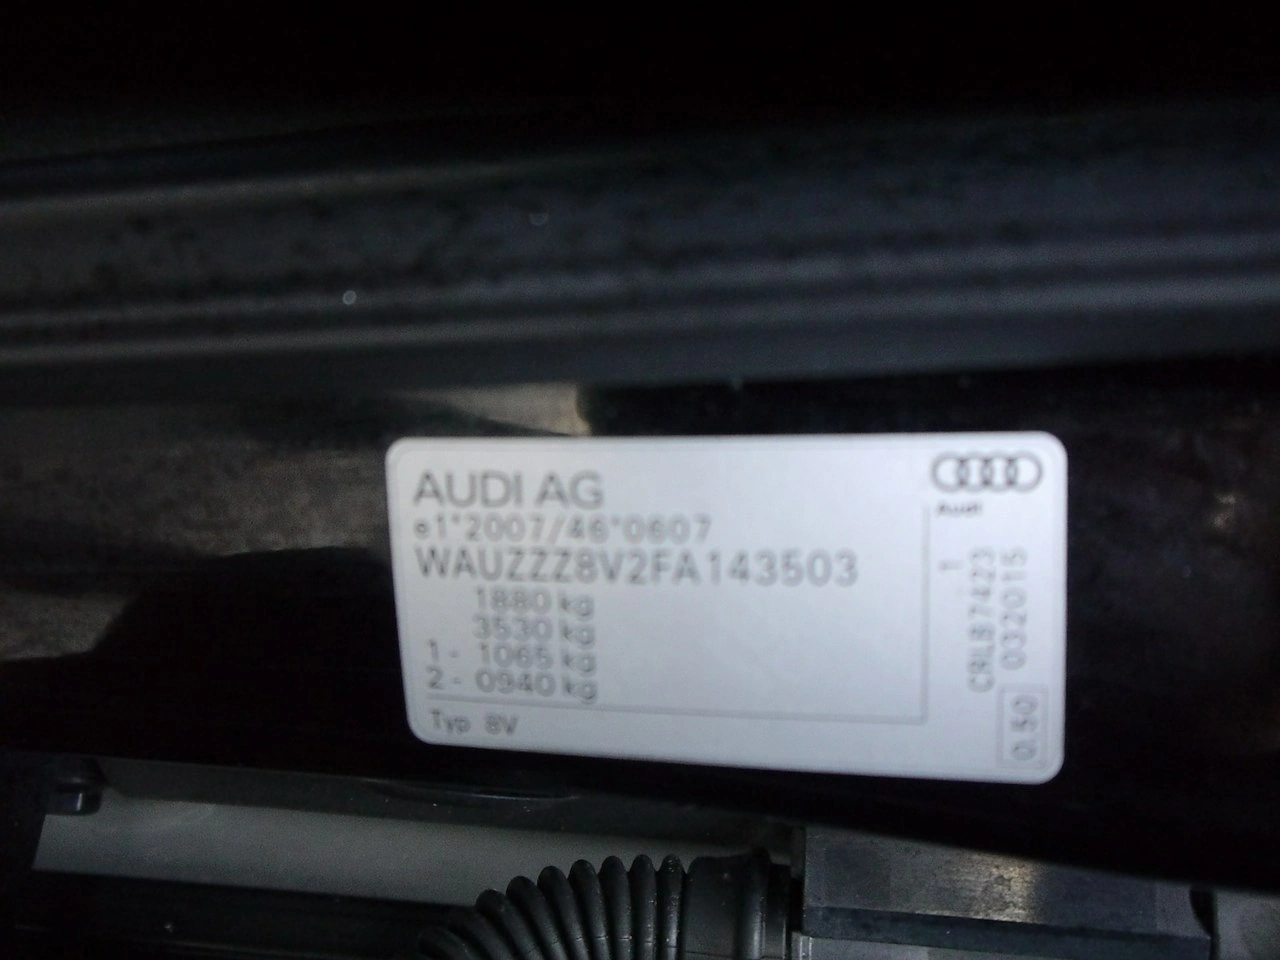 AUDI AG
e1*2007/46*0607
WAUZZZ8V2FA143503
1880 kg
3530 kg
1 - 1065 kg
2 - 0940 kg
Typ 8V
Audi
1
CRLB7423
032015
0.50